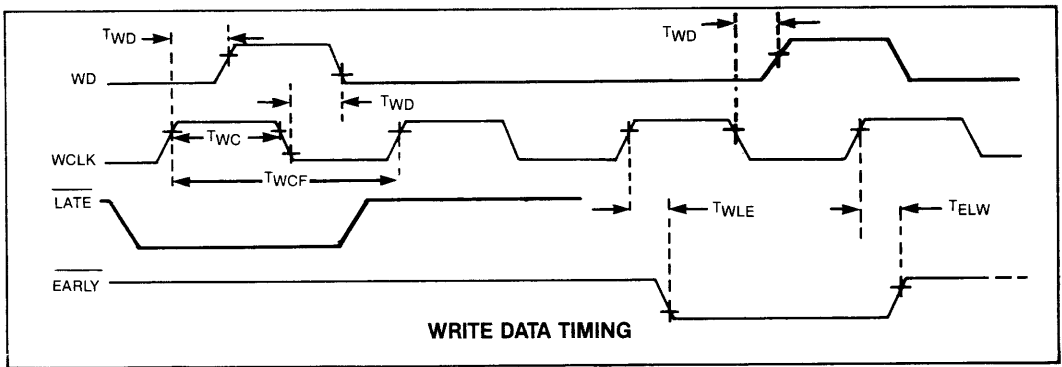 TWD
TWD
WD
TWD
TWC
WCLK
TWCF
LATE
TWLE
TELW
EARLY
WRITE DATA TIMING